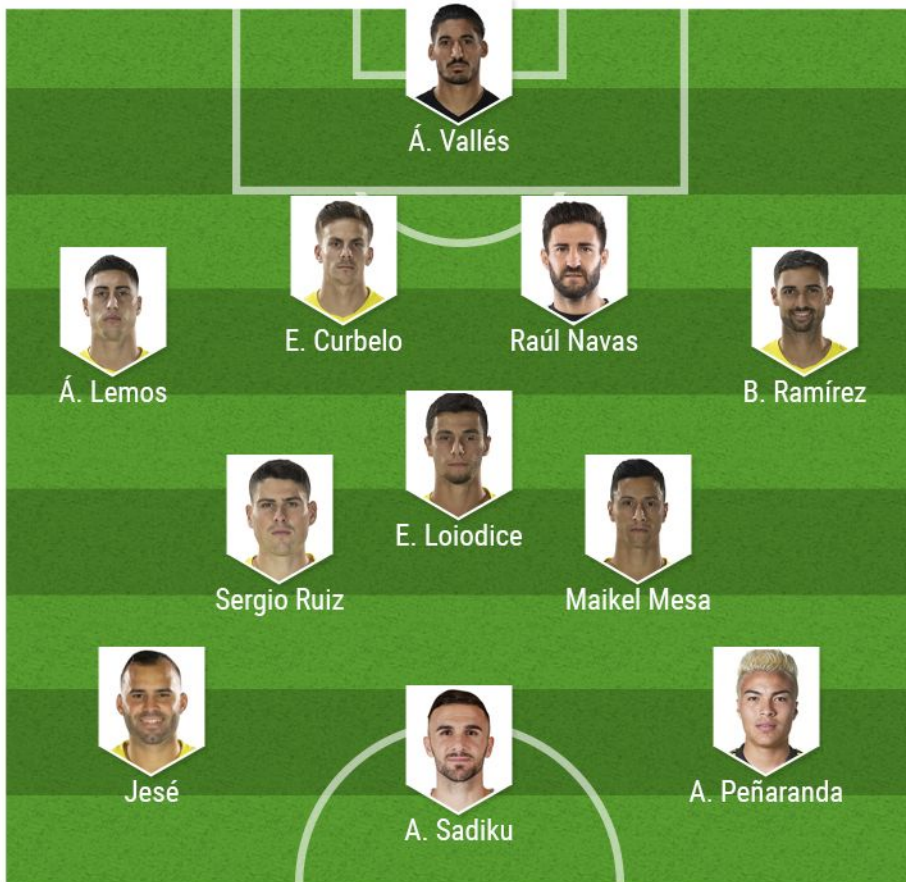 Á. Vallés
E. Curbelo
Raúl Navas
Á. Lemos
B. Ramírez
E. Loiodice
Sergio Ruiz
Maikel Mesa
Jesé
A. Peñaranda
A. Sadiku